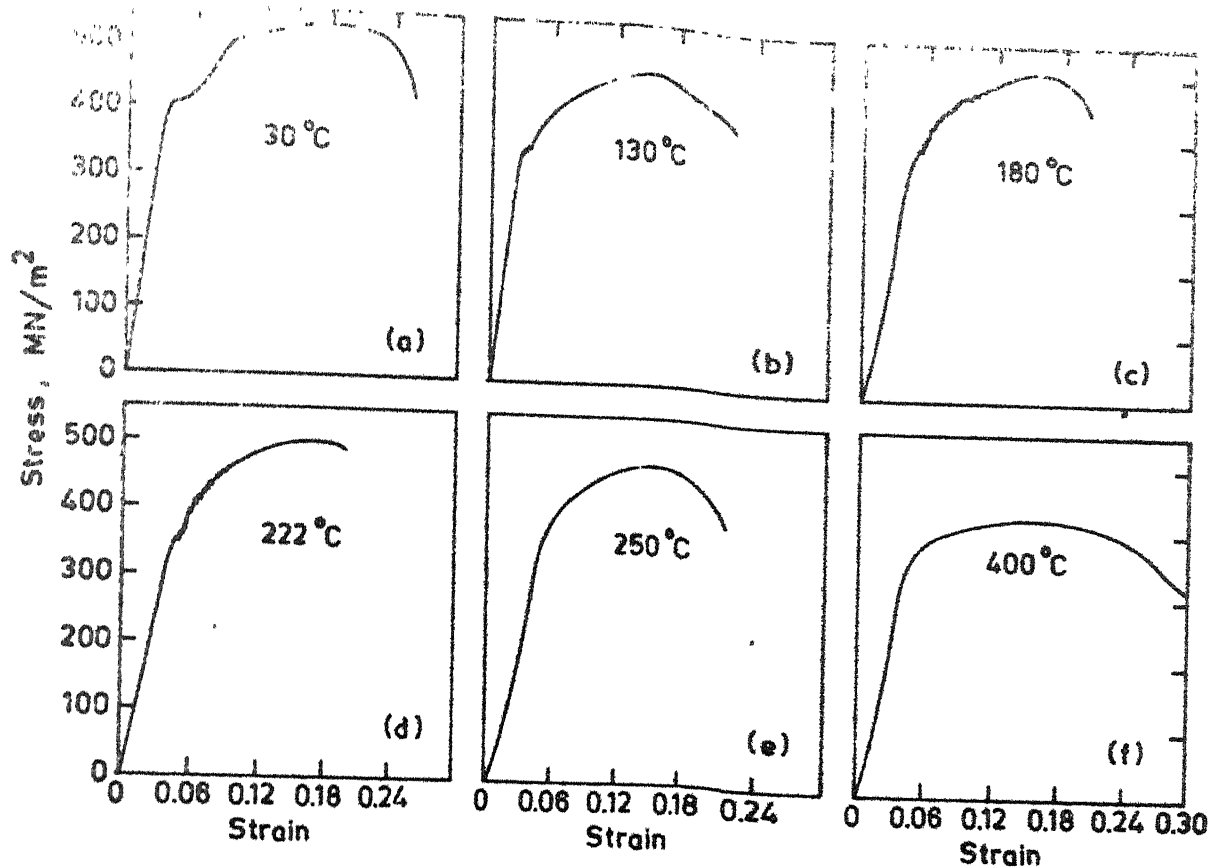 500
400
300
200
100
0
Stress, MN/m²
30 °C
(a)
130 °C
(b)
180 °C
(c)
500
400
300
200
100
0
222 °C
(d)
250 °C
(e)
400 °C
(f)
0 0.06 0.12 0.18 0.24
Strain
0 0.06 0.12 0.18 0.24
Strain
0 0.06 0.12 0.18 0.24 0.30
Strain